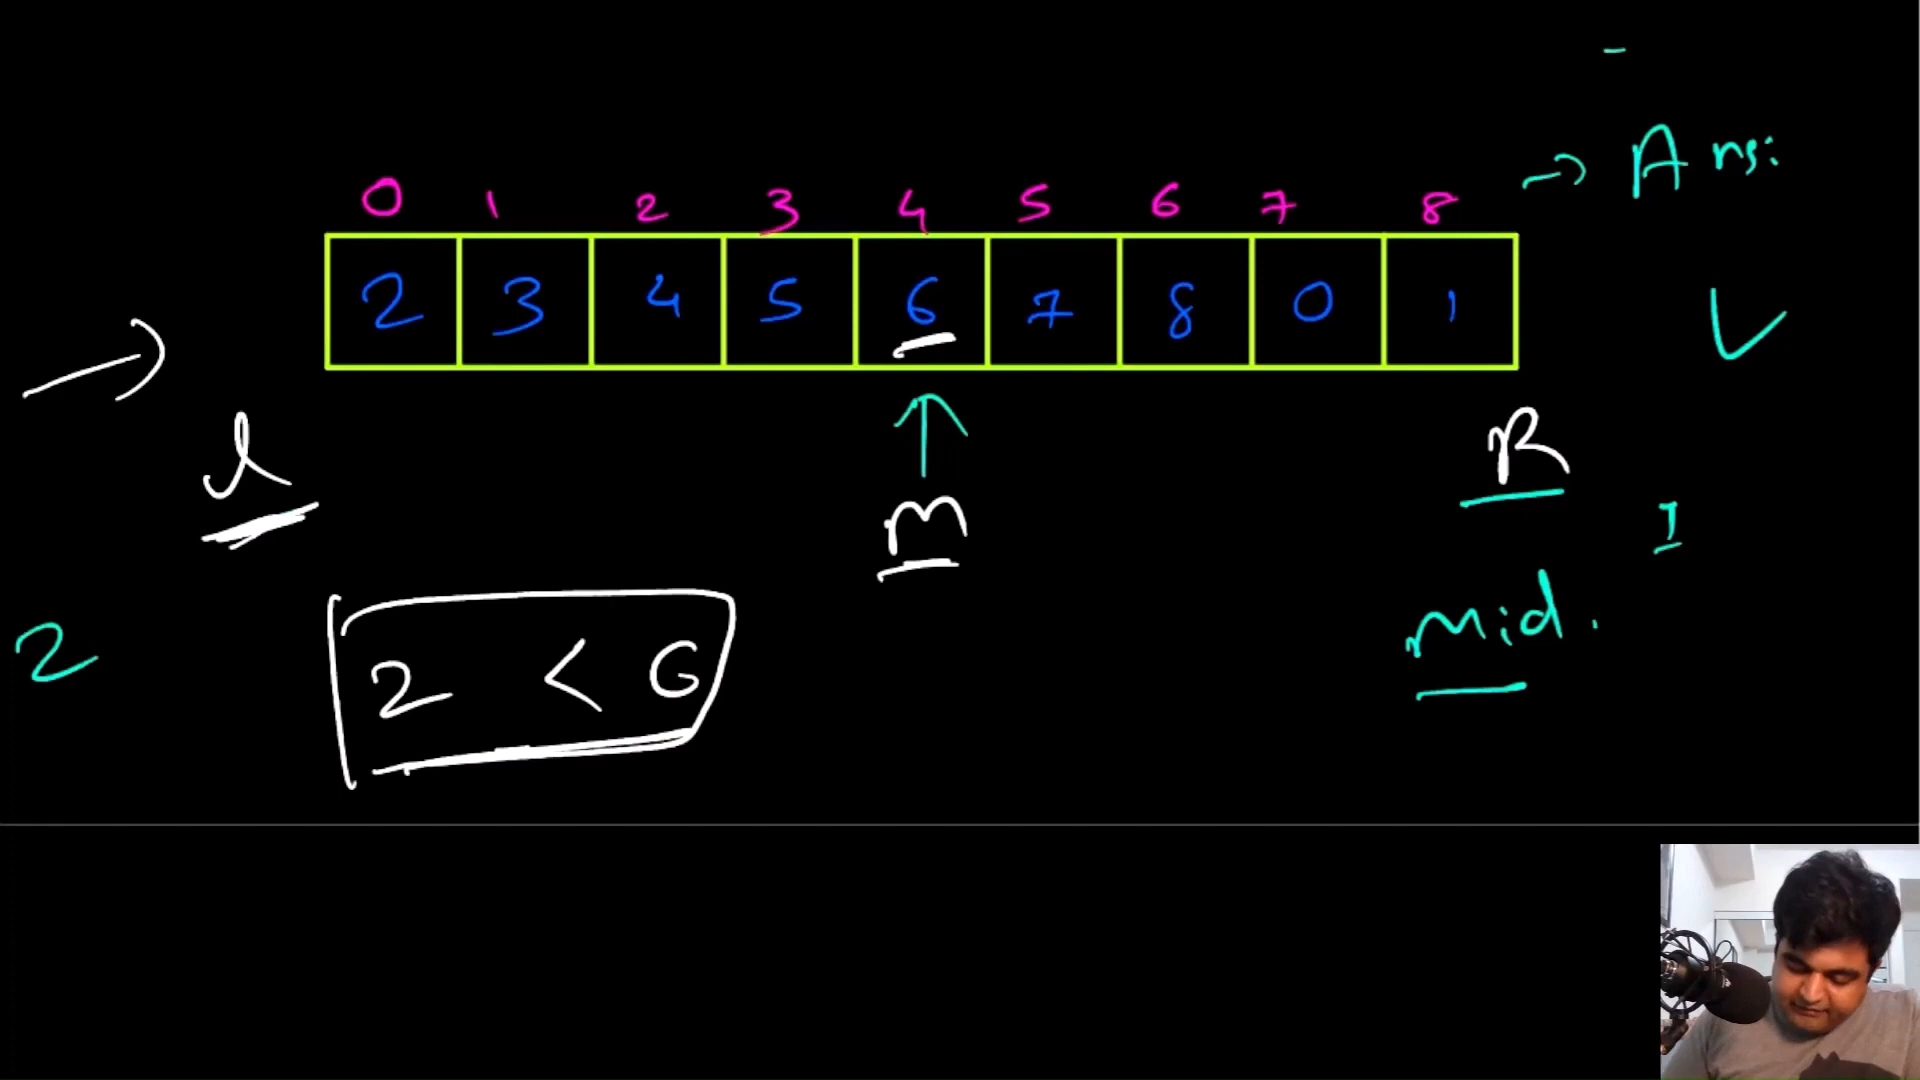 → Ans:
0 1 2 3 4 5 6 7 8
2 3 4 5 6 7 8 0 1
l R
m
I
mid.
2
2 < 6